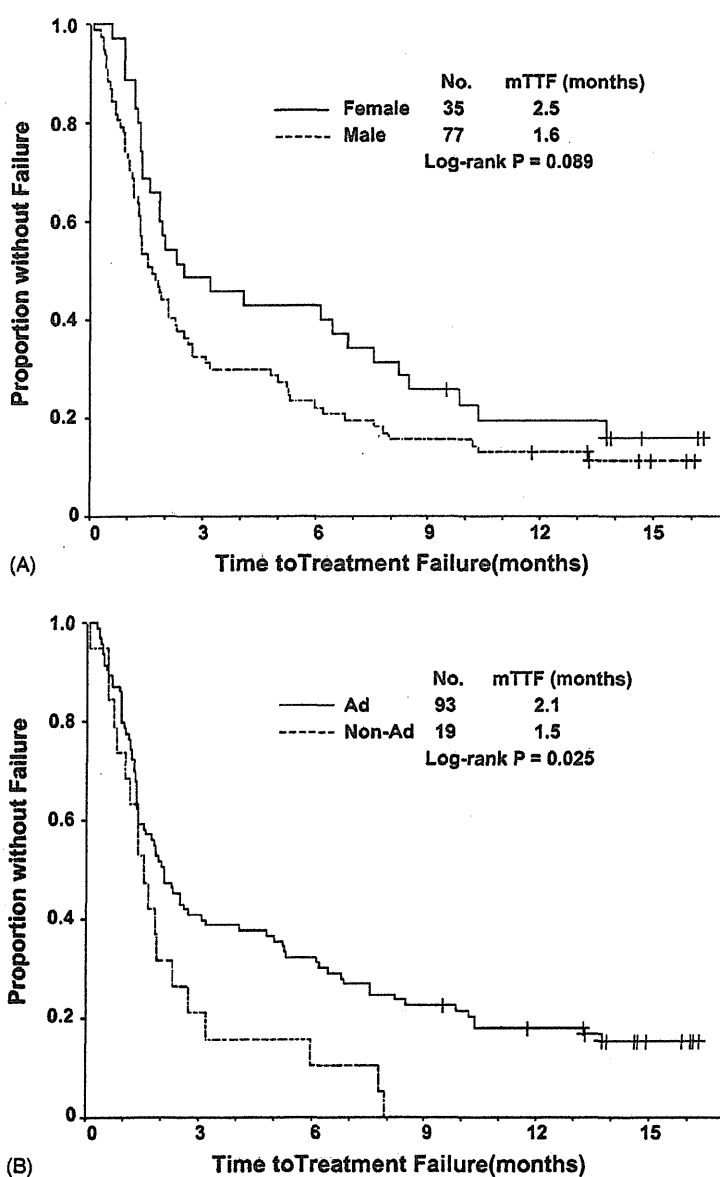 1.0
0.8
0.6
0.4
0.2
0
Proportion without Failure
No. mTTF (months)
Female 35 2.5
Male 77 1.6
Log-rank P = 0.089
0 3 6 9 12 15
(A) Time toTreatment Failure(months)
1.0
0.8
0.6
0.4
0.2
0
Proportion without Failure
No. mTTF (months)
Ad 93 2.1
Non-Ad 19 1.5
Log-rank P = 0.025
0 3 6 9 12 15
(B) Time toTreatment Failure(months)